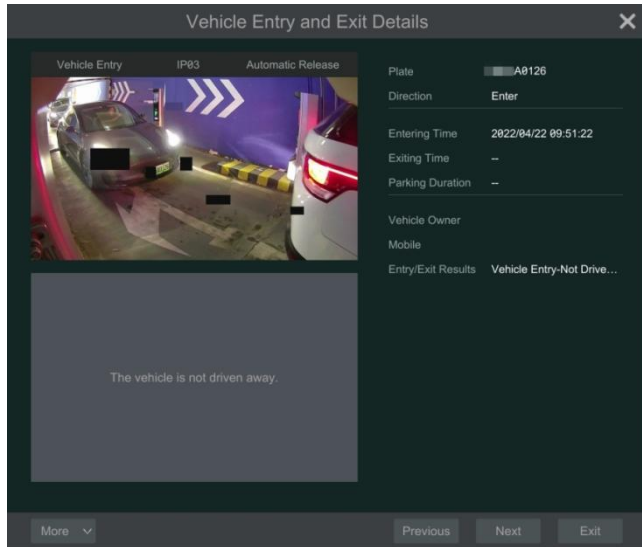 Vehicle Entry and Exit Details
Vehicle Entry IP03 Automatic Release
Plate A0126
Direction Enter
Entering Time 2022/04/22 09:51:22
Exiting Time --
Parking Duration --
Vehicle Owner
Mobile
Entry/Exit Results Vehicle Entry-Not Drive...
The vehicle is not driven away.
More Previous Next Exit